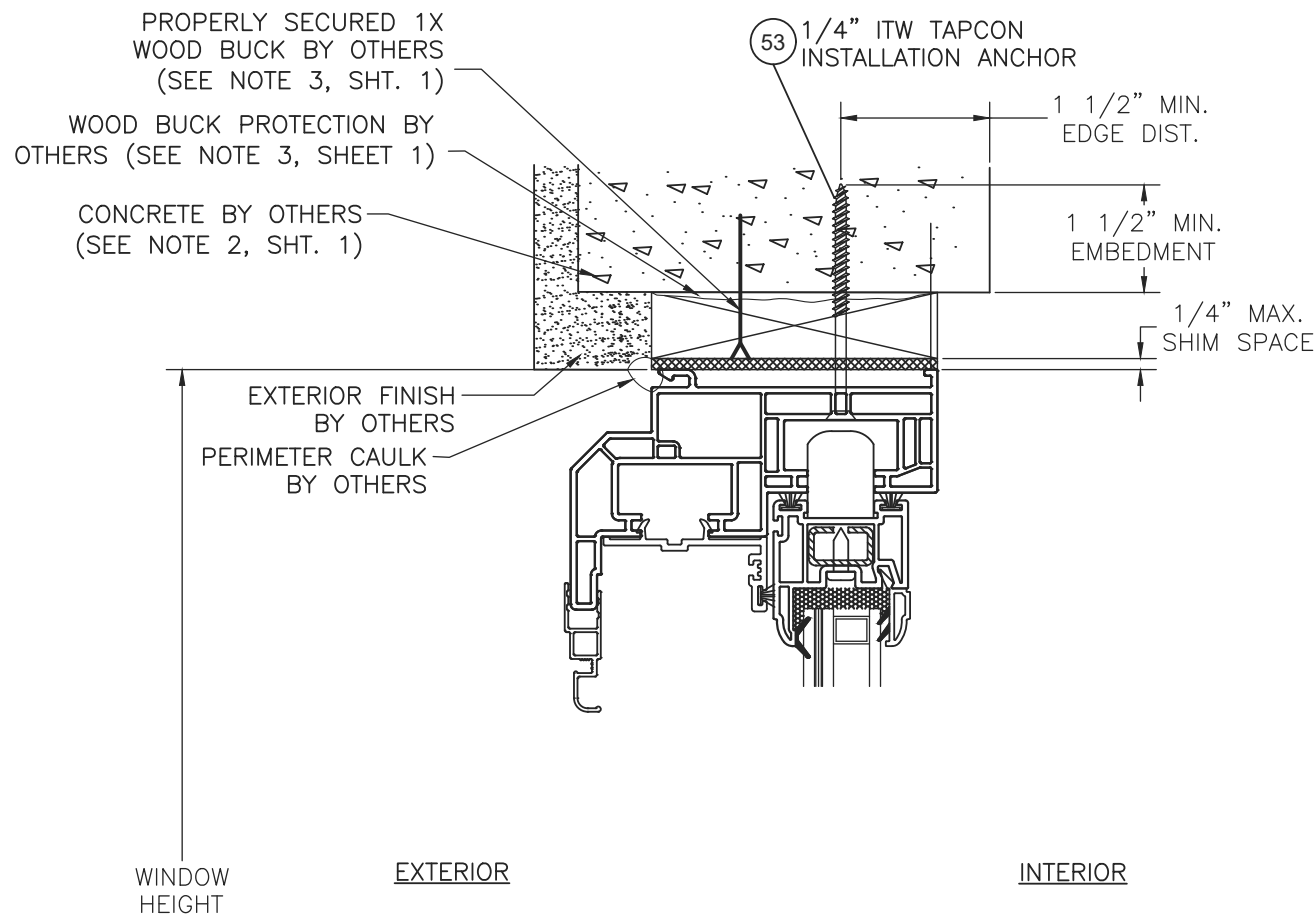 PROPERLY SECURED 1X
WOOD BUCK BY OTHERS
(SEE NOTE 3, SHT. 1)
WOOD BUCK PROTECTION BY
OTHERS (SEE NOTE 3, SHEET 1)
CONCRETE BY OTHERS
(SEE NOTE 2, SHT. 1)
53
1/4" ITW TAPCON
INSTALLATION ANCHOR
1 1/2" MIN.
EDGE DIST.
1 1/2" MIN.
EMBEDMENT
1/4" MAX.
SHIM SPACE
EXTERIOR FINISH
BY OTHERS
PERIMETER CAULK
BY OTHERS
WINDOW
HEIGHT
EXTERIOR
INTERIOR